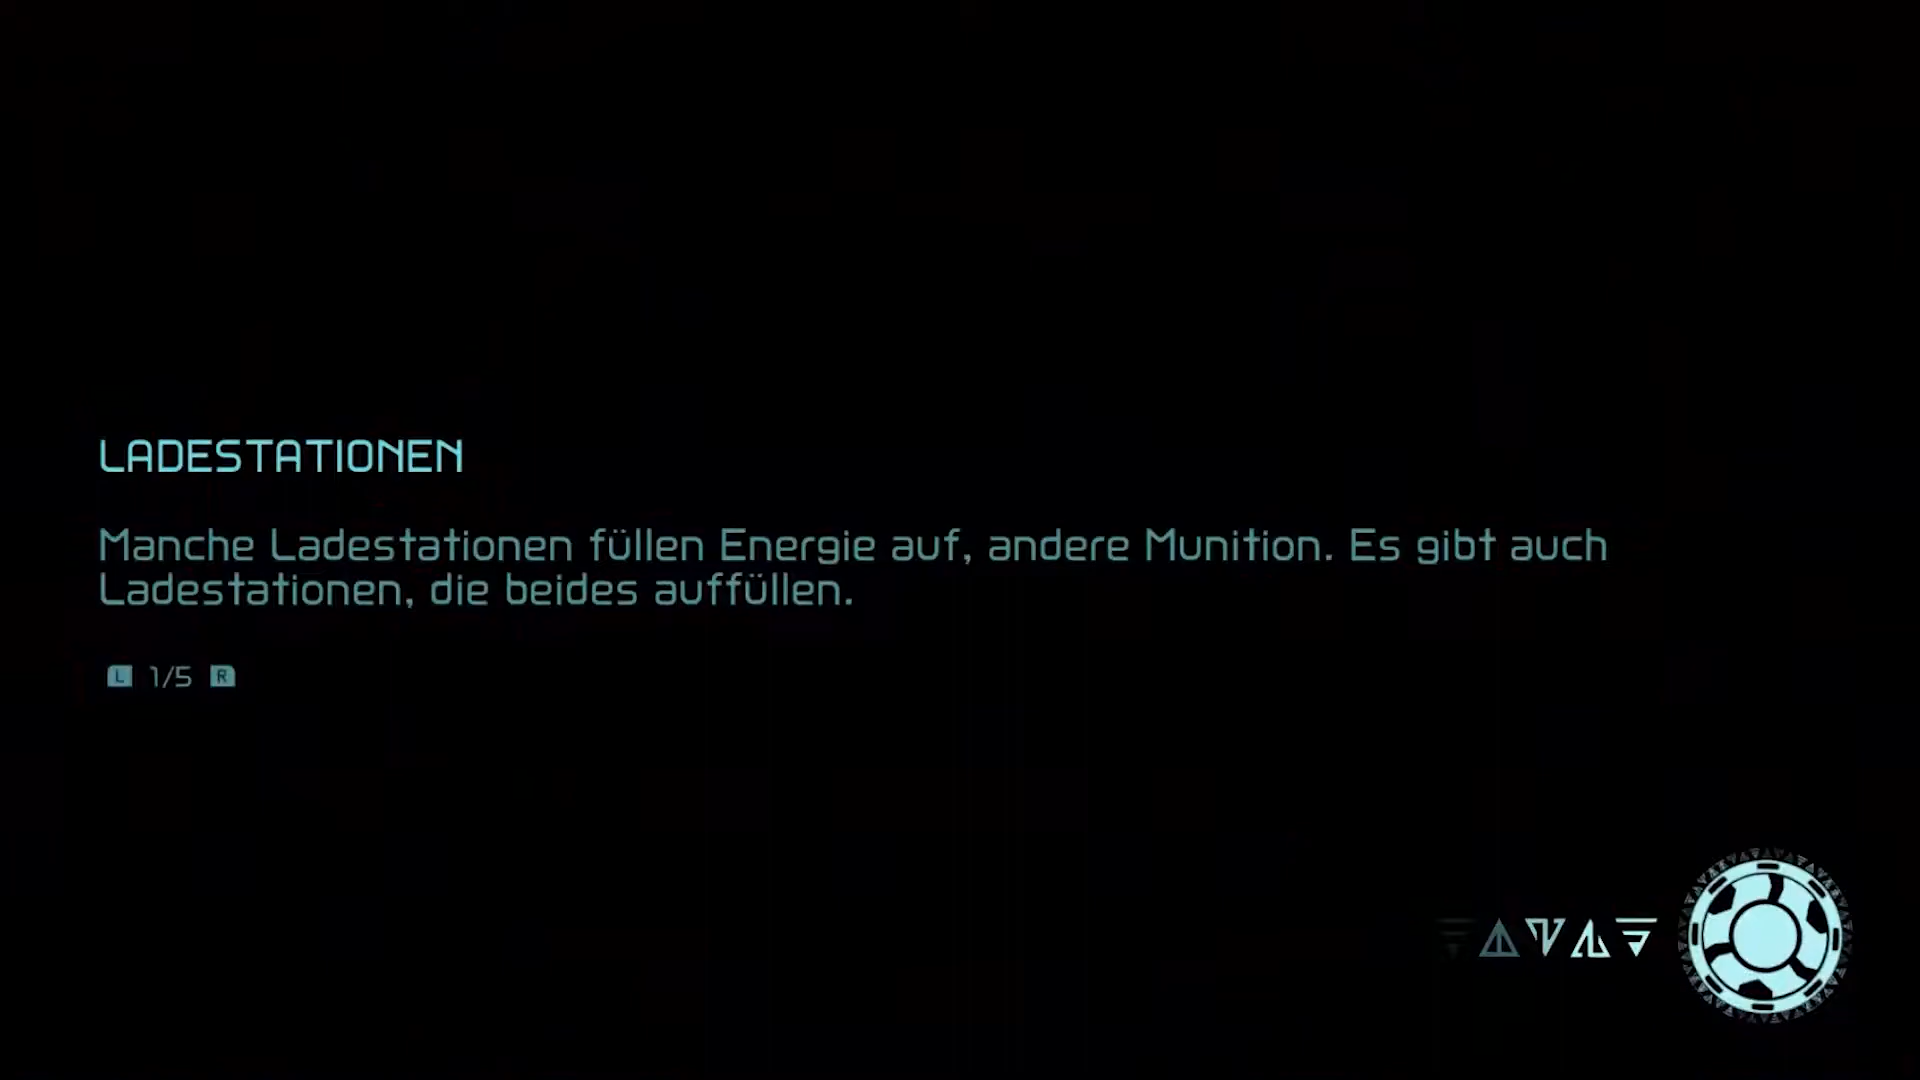 LADESTATIONEN
Manche Ladestationen füllen Energie auf, andere Munition. Es gibt auch
Ladestationen, die beides auffüllen.
L 1/5 R